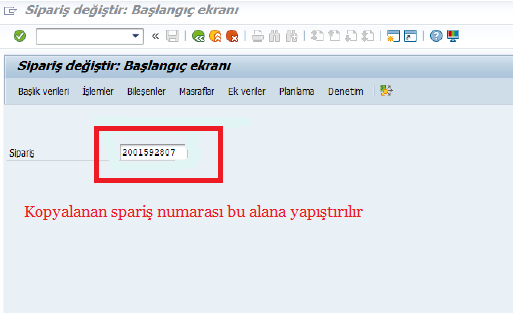 Sipariş değiştir: Başlangıç ekranı
Sipariş değiştir: Başlangıç ekranı
Başlık verileri İşlemler Bileşenler Masraflar Ek veriler Planlama Denetim
Sipariş 2001592807
Kopyalanan spariş numarası bu alana yapıştırılır